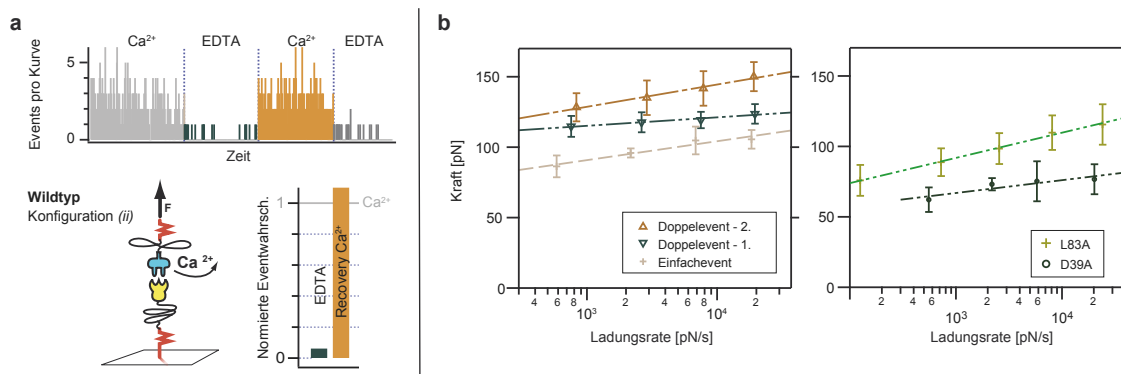 a
Ca²⁺ EDTA Ca²⁺ EDTA
Events pro Kurve
5
0
Zeit
Wildtyp
Konfiguration (ii)
F
Ca 2+
Normierte Eventwahrsch.
1
0
Ca²⁺
EDTA
Recovery Ca²⁺
b
Kraft [pN]
150
100
50
0
Doppelevent - 2.
Doppelevent - 1.
Einfachevent
4 6 8 10³ 2 4 6 8 10⁴ 2
Ladungsrate [pN/s]
150
100
50
0
L83A
D39A
2 4 6 8 10³ 2 4 6 8 10⁴ 2
Ladungsrate [pN/s]